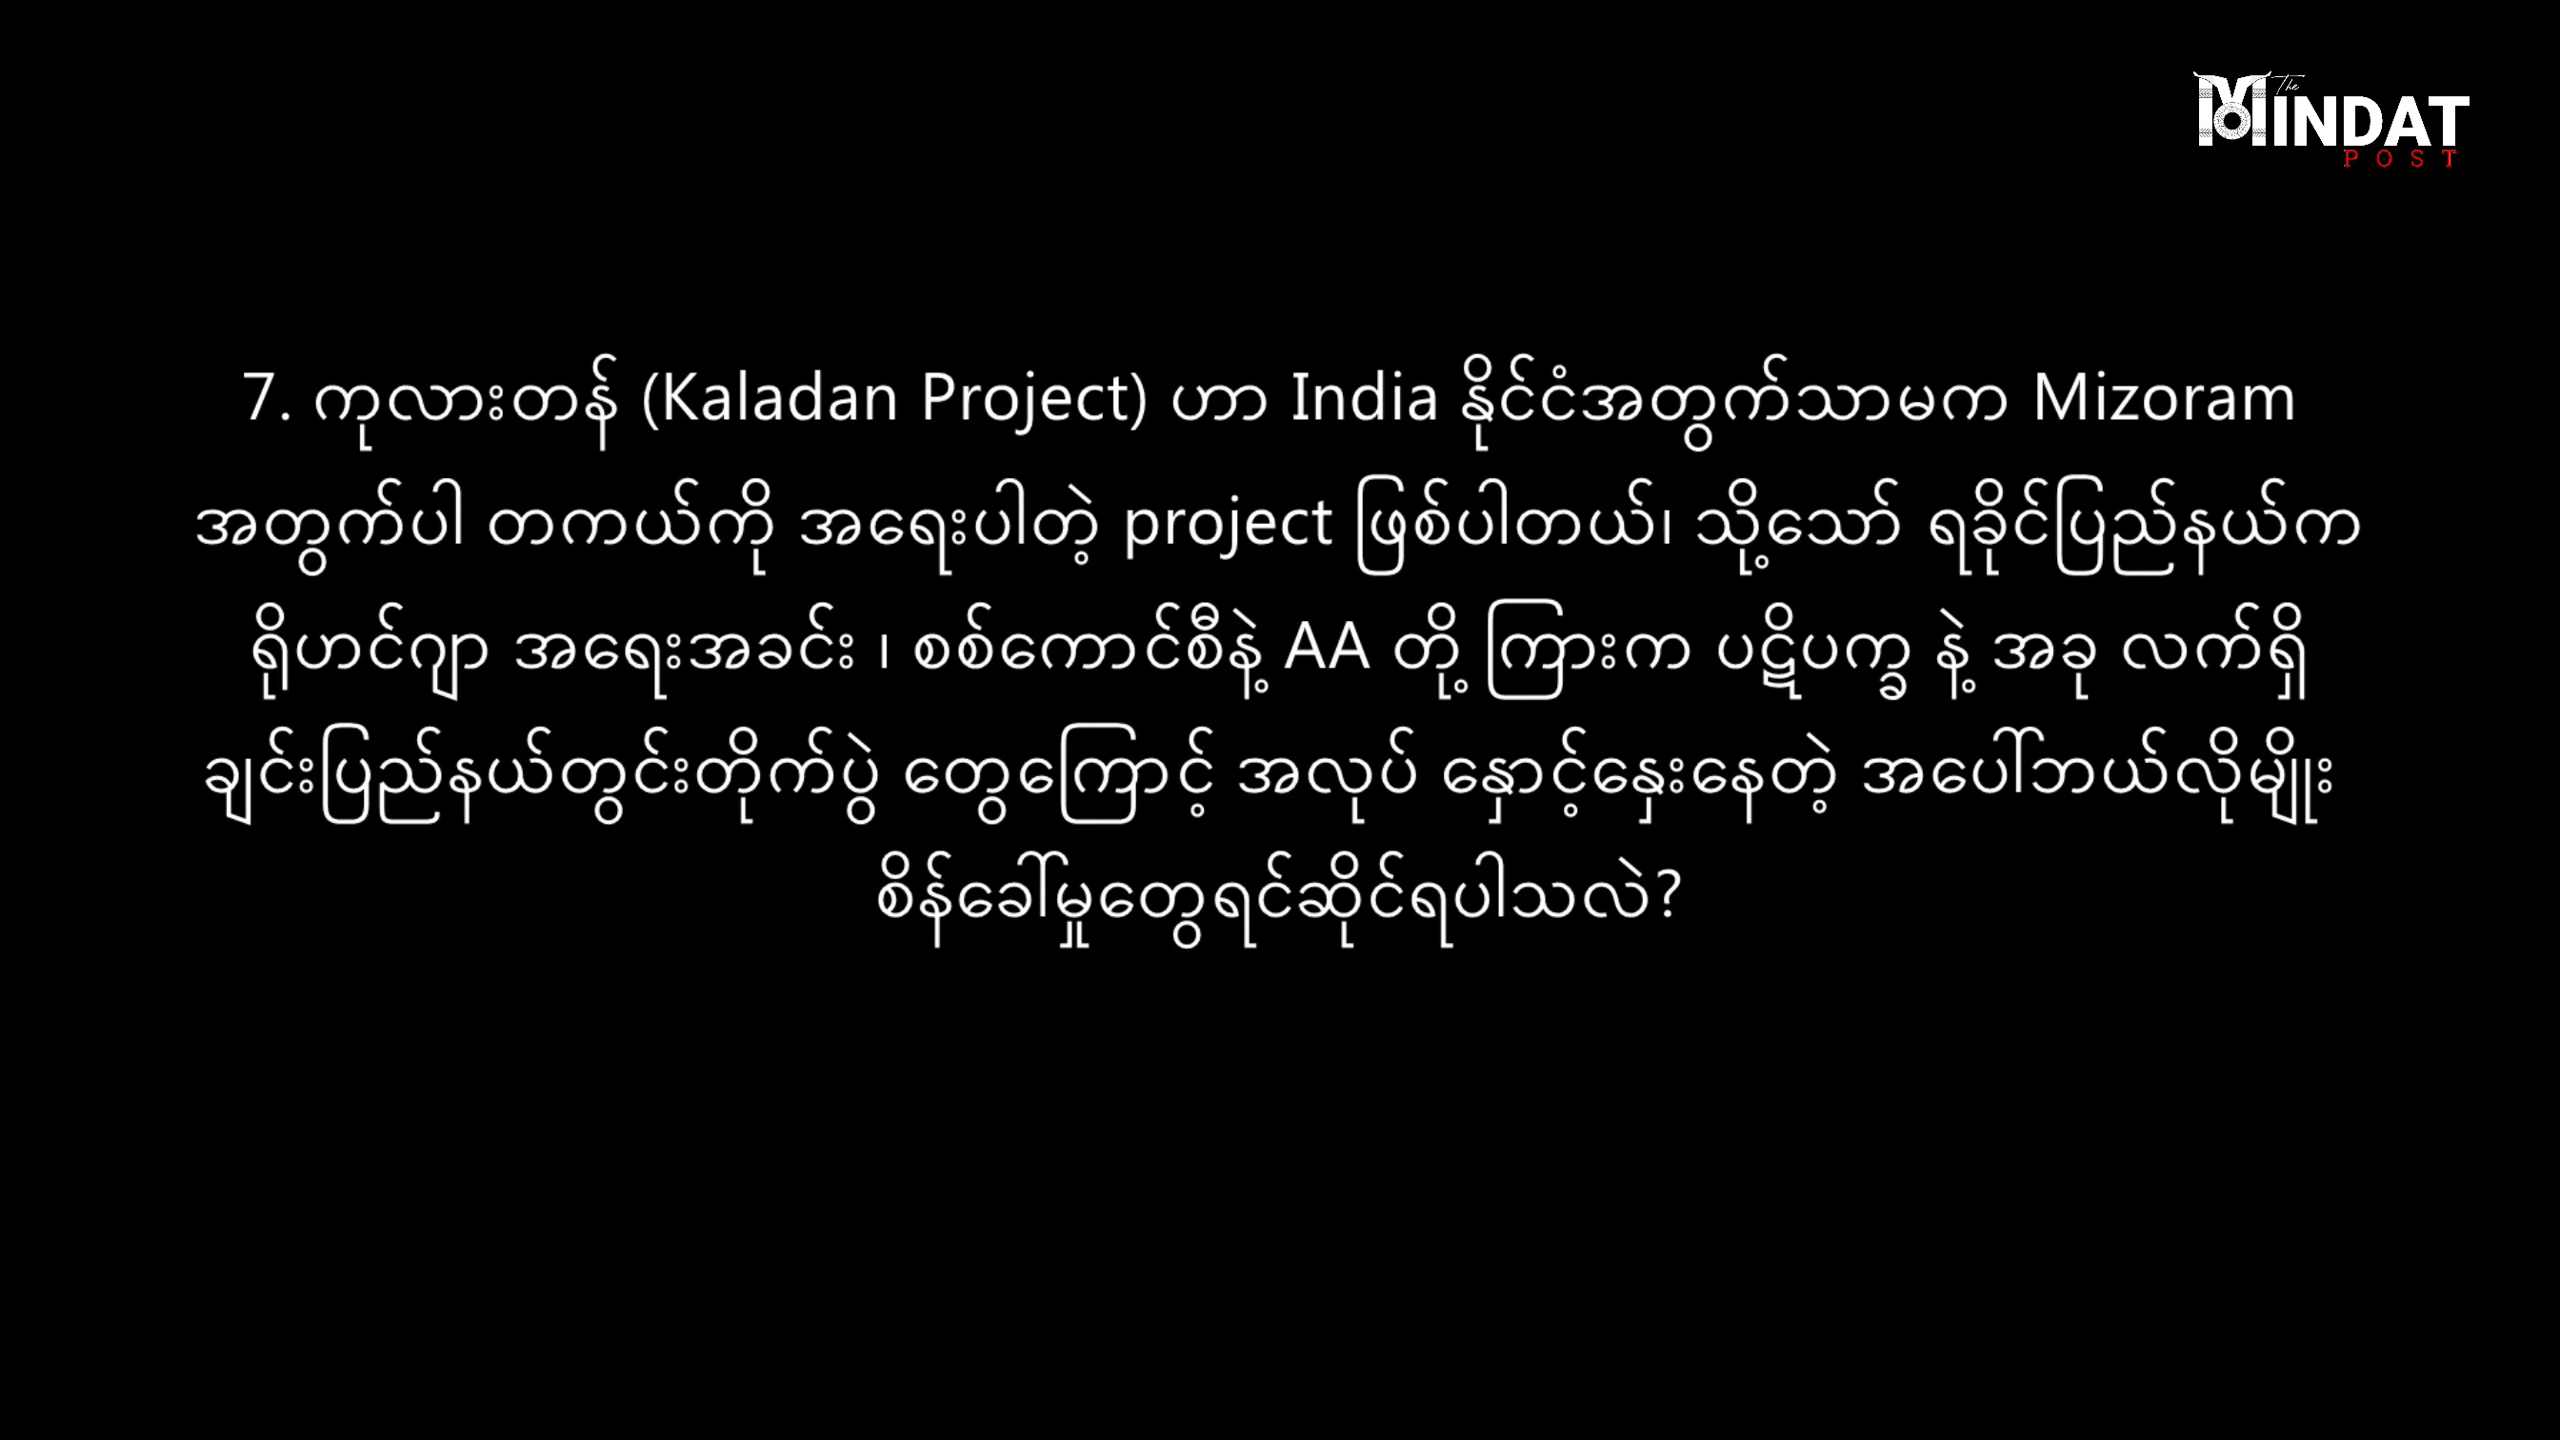 The
MINDAT
POST
7. ကုလားတန် (Kaladan Project) ဟာ India နိုင်ငံအတွက်သာမက Mizoram
အတွက်ပါ တကယ်ကို အရေးပါတဲ့ project ဖြစ်ပါတယ်၊ သို့သော် ရခိုင်ပြည်နယ်က
ရိုဟင်ဂျာ အရေးအခင်း ၊ စစ်ကောင်စီနဲ့ AA တို့ ကြားက ပဋိပက္ခ နဲ့ အခု လက်ရှိ
ချင်းပြည်နယ်တွင်းတိုက်ပွဲ တွေကြောင့် အလုပ် နှောင့်နှေးနေတဲ့ အပေါ်ဘယ်လိုမျိုး
စိန်ခေါ်မှုတွေရင်ဆိုင်ရပါသလဲ?